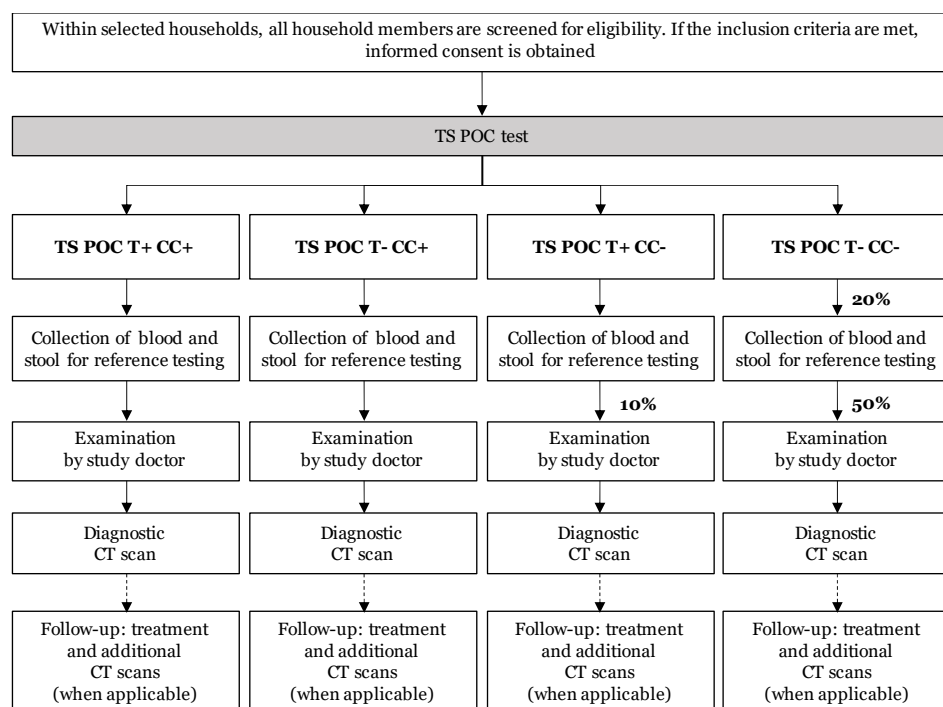 Within selected households, all household members are screened for eligibility. If the inclusion criteria are met,
informed consent is obtained
TS POC test
TS POC T+ CC+
TS POC T- CC+
TS POC T+ CC-
TS POC T- CC-
20%
Collection of blood and
stool for reference testing
Collection of blood and
stool for reference testing
Collection of blood and
stool for reference testing
Collection of blood and
stool for reference testing
10%
50%
Examination
by study doctor
Examination
by study doctor
Examination
by study doctor
Examination
by study doctor
Diagnostic
CT scan
Diagnostic
CT scan
Diagnostic
CT scan
Diagnostic
CT scan
Follow-up: treatment
and additional
CT scans
(when applicable)
Follow-up: treatment
and additional
CT scans
(when applicable)
Follow-up: treatment
and additional
CT scans
(when applicable)
Follow-up: treatment
and additional
CT scans
(when applicable)